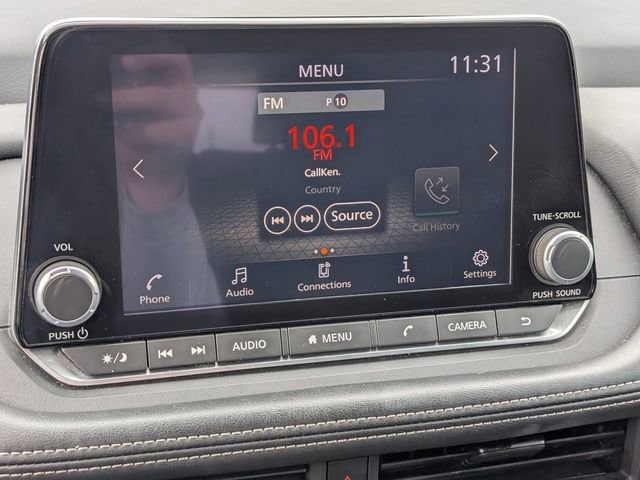 MENU
11:31
FM P 10
106.1
FM
CallKen.
Country
Source
Call History
Phone
Audio
Connections
Info
Settings
VOL
PUSH
TUNE•SCROLL
PUSH SOUND
AUDIO
MENU
CAMERA